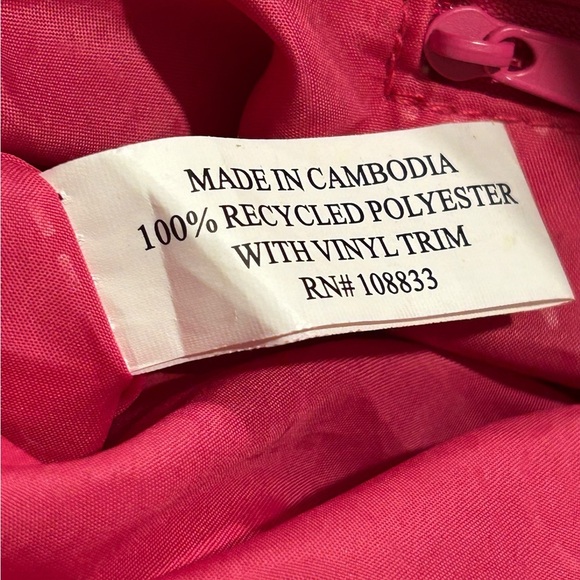 MADE IN CAMBODIA
100% RECYCLED POLYESTER
WITH VINYL TRIM
RN# 108833